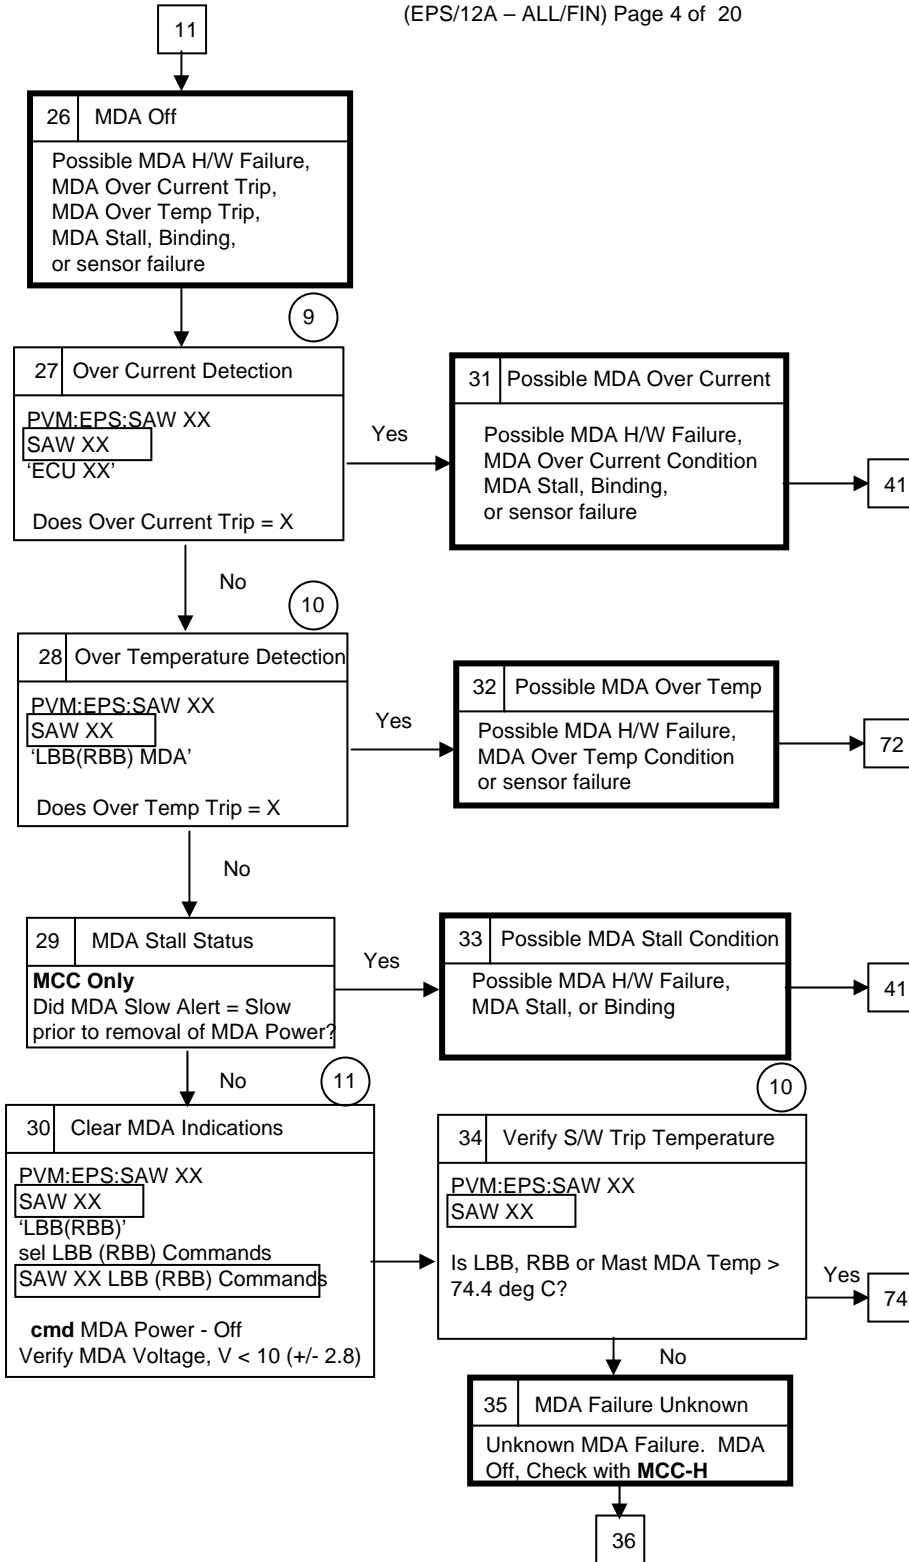 (EPS/12A – ALL/FIN) Page 4 of 20
11
26 MDA Off
Possible MDA H/W Failure,
MDA Over Current Trip,
MDA Over Temp Trip,
MDA Stall, Binding,
or sensor failure
9
27 Over Current Detection
PVM:EPS:SAW XX
SAW XX
‘ECU XX’
Does Over Current Trip = X
Yes
31 Possible MDA Over Current
Possible MDA H/W Failure,
MDA Over Current Condition
MDA Stall, Binding,
or sensor failure
41
No
10
28 Over Temperature Detection
PVM:EPS:SAW XX
SAW XX
‘LBB(RBB) MDA’
Does Over Temp Trip = X
Yes
32 Possible MDA Over Temp
Possible MDA H/W Failure,
MDA Over Temp Condition
or sensor failure
72
No
29 MDA Stall Status
MCC Only
Did MDA Slow Alert = Slow
prior to removal of MDA Power?
Yes
33 Possible MDA Stall Condition
Possible MDA H/W Failure,
MDA Stall, or Binding
41
No
11
30 Clear MDA Indications
PVM:EPS:SAW XX
SAW XX
‘LBB(RBB)’
sel LBB (RBB) Commands
SAW XX LBB (RBB) Commands
cmd MDA Power - Off
Verify MDA Voltage, V < 10 (+/- 2.8)
10
34 Verify S/W Trip Temperature
PVM:EPS:SAW XX
SAW XX
Is LBB, RBB or Mast MDA Temp >
74.4 deg C?
Yes
74
No
35 MDA Failure Unknown
Unknown MDA Failure. MDA
Off, Check with MCC-H
36